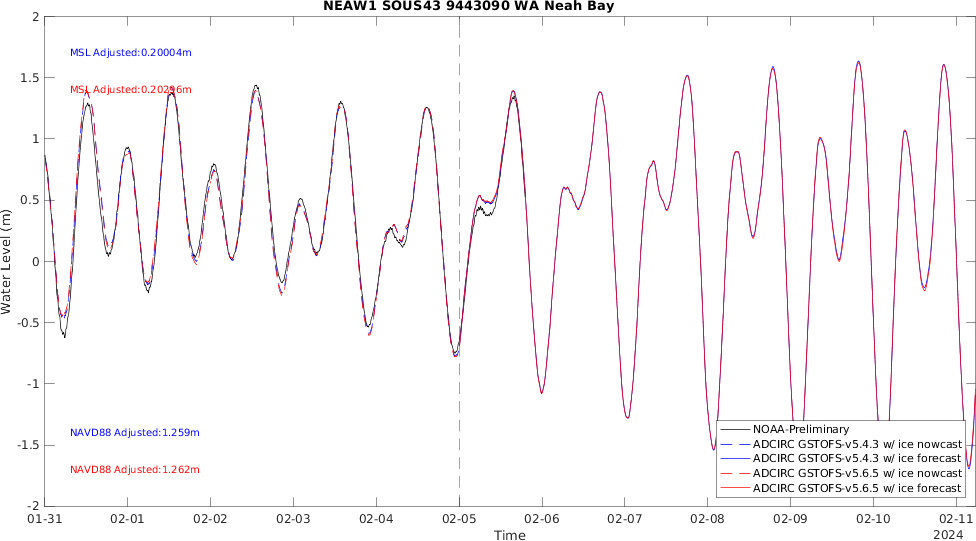 NEAW1 SOUS43 9443090 WA Neah Bay
2
1.5
1
0.5
0
-0.5
-1
-1.5
-2
Water Level (m)
MSL Adjusted:0.20004m
MSL Adjusted:0.20296m
NAVD88 Adjusted:1.259m
NAVD88 Adjusted:1.262m
NOAA-Preliminary
ADCIRC GSTOFS-v5.4.3 w/ ice nowcast
ADCIRC GSTOFS-v5.4.3 w/ ice forecast
ADCIRC GSTOFS-v5.6.5 w/ ice nowcast
ADCIRC GSTOFS-v5.6.5 w/ ice forecast
01-31 02-01 02-02 02-03 02-04 02-05 02-06 02-07 02-08 02-09 02-10 02-11
Time
2024